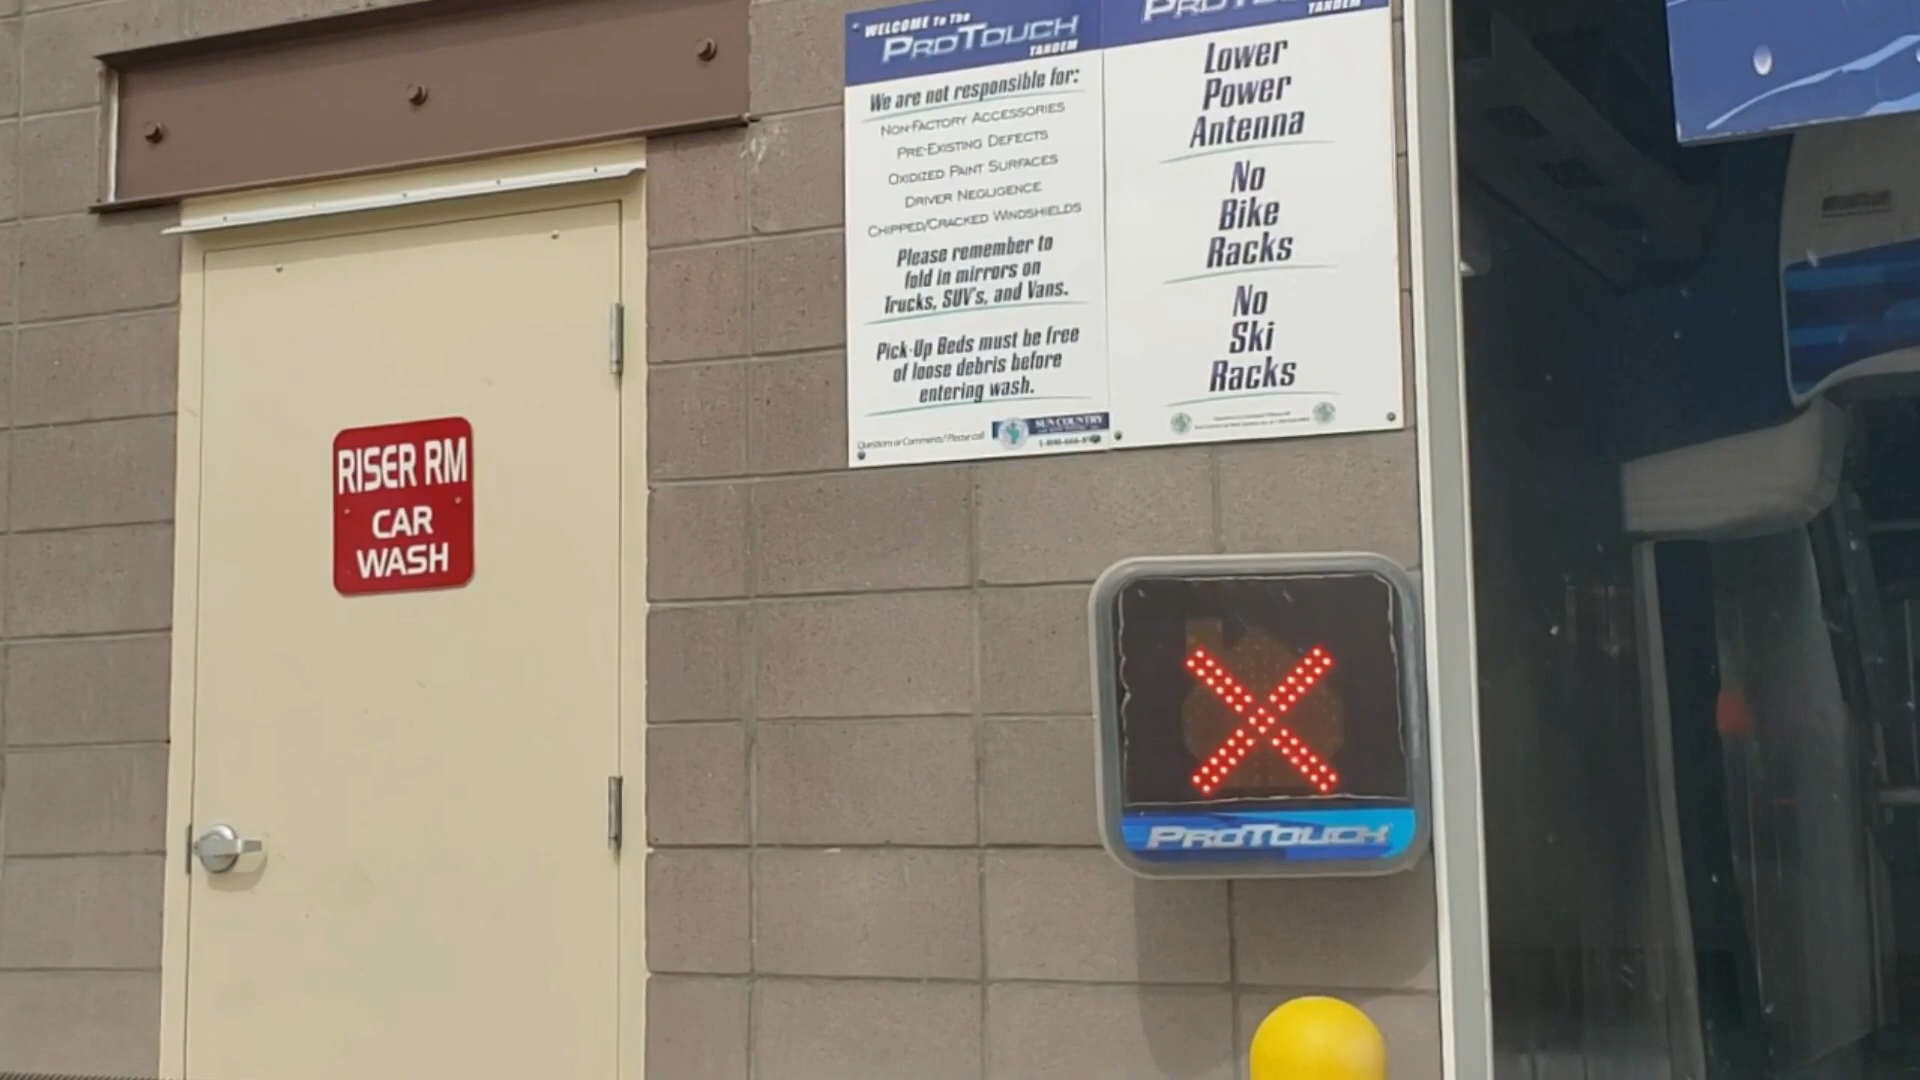 WELCOME To The
PROTOUCH
TANDEM
We are not responsible for:
NON-FACTORY ACCESSORIES
PRE-EXISTING DEFECTS
OXIDIZED PAINT SURFACES
DRIVER NEGLIGENCE
CHIPPED/CRACKED WINDSHIELDS
Please remember to
fold in mirrors on
Trucks, SUV's, and Vans.
Pick-Up Beds must be free
of loose debris before
entering wash.
Questions or Comments? Please call
SUN COUNTRY
TANDEM
Lower
Power
Antenna
No
Bike
Racks
No
Ski
Racks
RISER RM
CAR
WASH
X
PROTOUCH